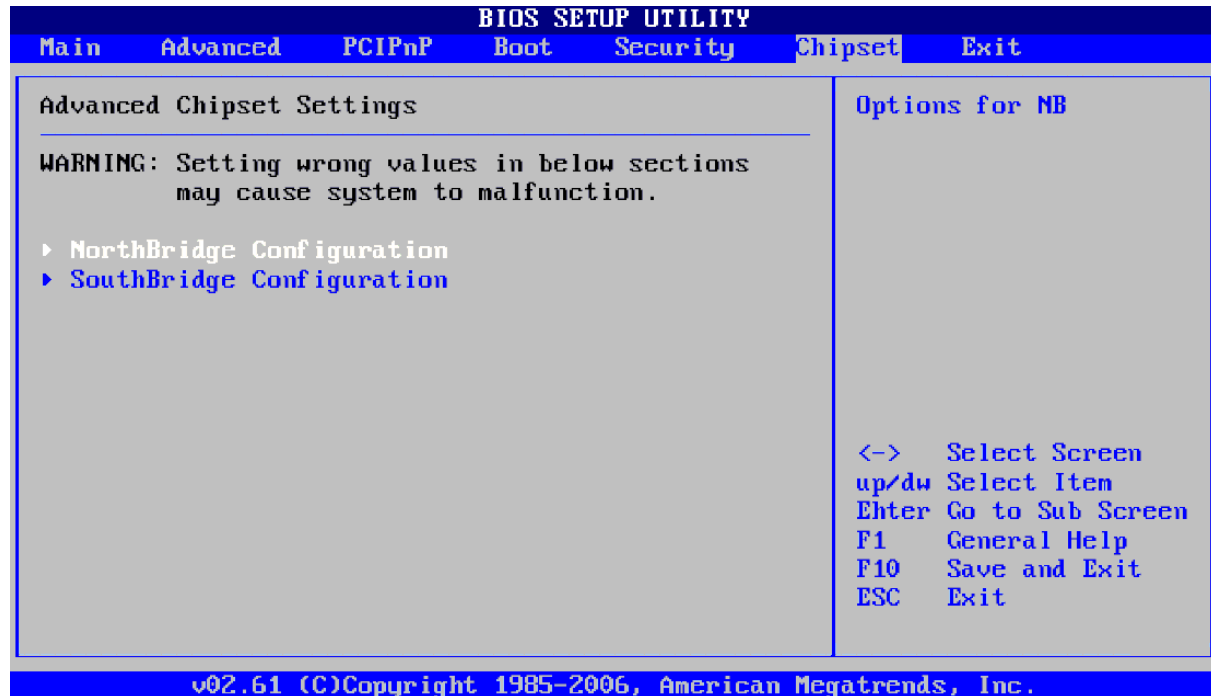 BIOS SETUP UTILITY
Main Advanced PCIPnP Boot Security Chipset Exit
Advanced Chipset Settings
WARNING: Setting wrong values in below sections
may cause system to malfunction.
NorthBridge Configuration
SouthBridge Configuration
Options for NB
<-> Select Screen
up/dw Select Item
Ehter Go to Sub Screen
F1 General Help
F10 Save and Exit
ESC Exit
v02.61 (C)Copyright 1985-2006, American Megatrends, Inc.